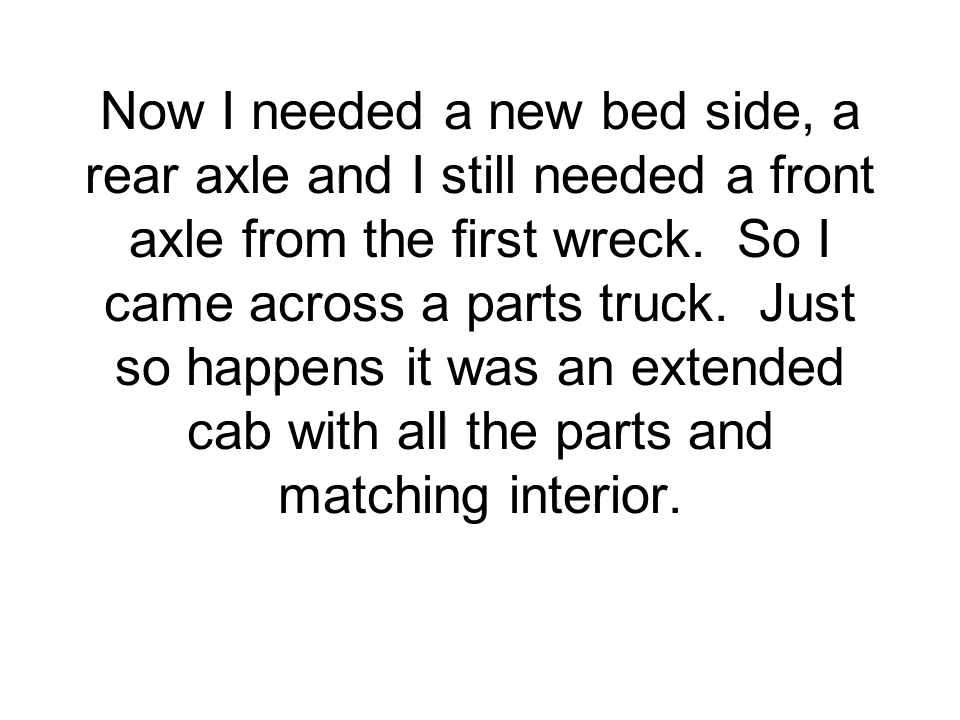 Now I needed a new bed side, a
rear axle and I still needed a front
axle from the first wreck.  So I
came across a parts truck.  Just
so happens it was an extended
cab with all the parts and
matching interior.